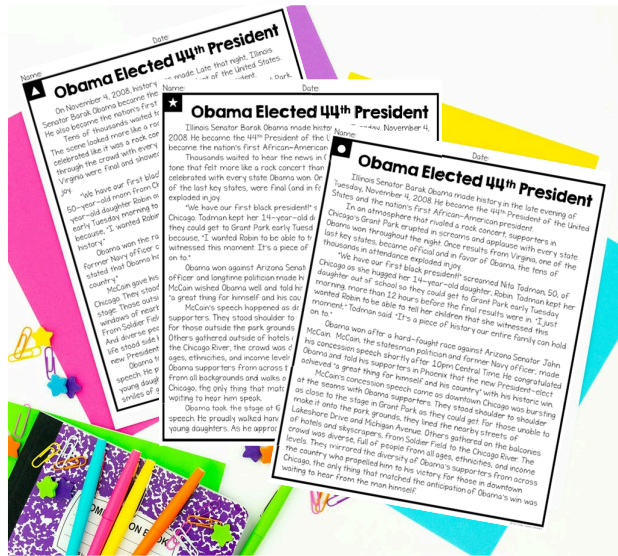 Name: Date:
Obama Elected 44th President
On November 4, 2008, history made. Late that night, Illinois
Senator Barak Obama became the of the United States.
He also became the nation's first President.
Tens of thousands waited Park.
The scene looked more like a
celebrated like it was a rock
through the crowd with every
Virginia were final and
joy.
"We have our first
50-year-old mom from
year-old daughter Robin
early Tuesday morning to
because, "I wanted Robin
history."
Obama won the
former Navy officer
stated that Obama
country."
McCain gave his
Chicago. They stood
stage. Those
windows of
From Soldier
And diverse
life stood side
new President
Obama
speech. He
young
smiles of
Name: Date:
Obama Elected 44th President
Illinois Senator Barak Obama made November 4,
2008. He became the 44th President of the
became the nation's first African-American
Thousands waited to hear the news in
tone that felt more like a rock concert than
celebrated with every state Obama won. On
of the last key states, were final (and in
exploded in joy.
"We have our first black president!"
Chicago. Todman kept her 14-year-old
they could get to Grant Park early
because, "I wanted Robin to be able to
witnessed this moment. It's a piece of
on to."
Obama won against Arizona
officer and longtime politician made
McCain wished Obama well and told
"a great thing for himself and his
McCain's speech happened as
supporters. They stood shoulder to
For those outside the park grounds
Others gathered outside of hotels
the Chicago River, the crowd was
ages, ethnicities, and income levels
Obama supporters from across
from all backgrounds and walks
Chicago, the only thing that
waiting to hear him speak.
Obama took the stage at
speech. He proudly walked
young daughters. As he
Name: Date:
Obama Elected 44th President
Illinois Senator Barak Obama made history in the late evening of
Tuesday, November 4, 2008. He became the 44th President of the United
States and the nation's first African-American president.
In an atmosphere that rivaled a rock concert, supporters in
Chicago's Grant Park erupted in screams and applause with every state
Obama won throughout the night. Once results from Virginia, one of the
last key states, became official and in favor of Obama, the tens of
thousands in attendance exploded in joy.
"We have our first black president!" screamed Nita Todman, 50, of
Chicago as she hugged her 14-year-old daughter, Robin. Todman kept her
daughter out of school so they could get to Grant Park early Tuesday
morning, more than 12 hours before the final results were in. "I just
wanted Robin to be able to tell her children that she witnessed this
moment," Todman said. "It's a piece of history our entire family can hold
on to."
Obama won after a hard-fought race against Arizona Senator John
McCain. McCain, the statesman politician and former Navy officer, made
his concession speech shortly after 10pm Central Time. He congratulated
Obama and told his supporters in Phoenix that the new President-elect
achieved "a great thing for himself and his country" with his historic win.
McCain's concession speech came as downtown Chicago was bursting
at the seams with Obama supporters. They stood shoulder to shoulder
as close to the stage in Grant Park as they could get. For those unable to
make it onto the park grounds, they lined the nearby streets of
Lakeshore Drive and Michigan Avenue. Others gathered on the balconies
of hotels and skyscrapers, from Soldier Field to the Chicago River. The
crowd was diverse, full of people from all ages, ethnicities, and income
levels. They mirrored the diversity of Obama's supporters from across
the country who propelled him to his victory. For those in downtown
Chicago, the only thing that matched the anticipation of Obama's win was
waiting to hear from the man himself.